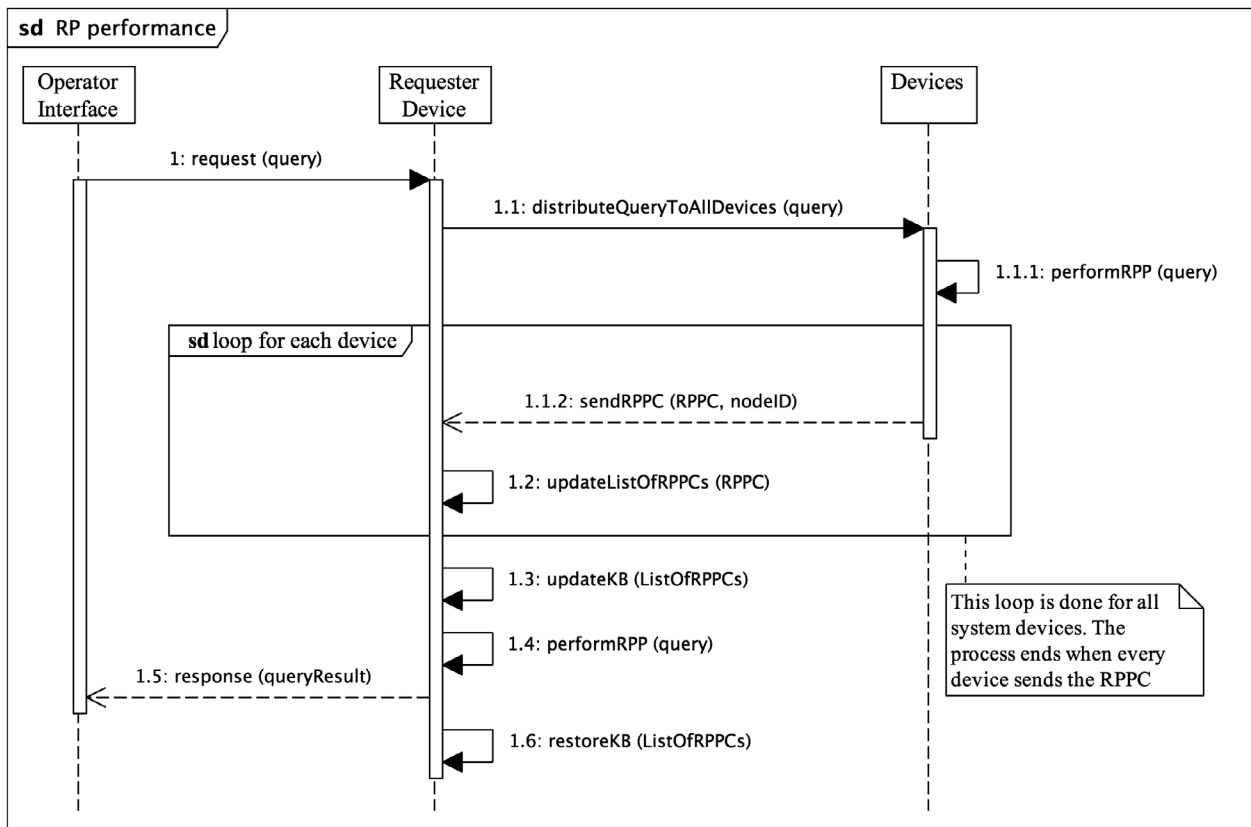 sd RP performance
Operator
Interface
Requester
Device
Devices
1: request (query)
1.1: distributeQueryToAllDevices (query)
1.1.1: performRPP (query)
sd loop for each device
1.1.2: sendRPPC (RPPC, nodeID)
1.2: updateListOfRPPCs (RPPC)
1.3: updateKB (ListOfRPPCs)
This loop is done for all
system devices. The
process ends when every
device sends the RPPC
1.4: performRPP (query)
1.5: response (queryResult)
1.6: restoreKB (ListOfRPPCs)